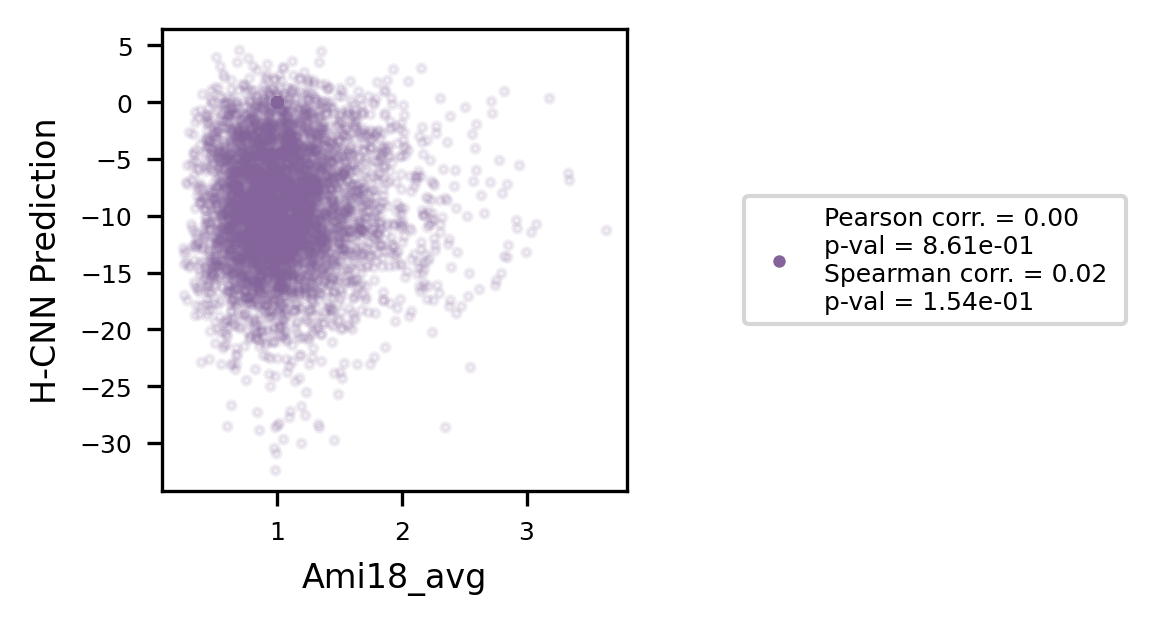 H-CNN Prediction
5
0
−5
−10
−15
−20
−25
−30
1
2
3
Ami18_avg
Pearson corr. = 0.00
p-val = 8.61e-01
Spearman corr. = 0.02
p-val = 1.54e-01